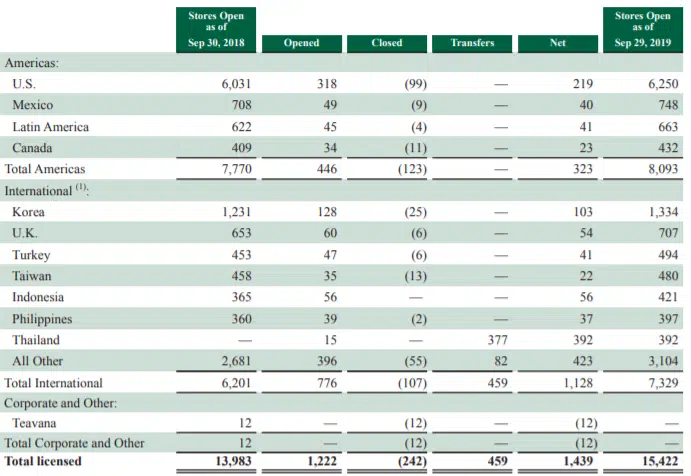 Stores Open as of Sep 30, 2018 Opened Closed Transfers Net Stores Open as of Sep 29, 2019
Americas:
U.S. 6,031 318 (99) — 219 6,250
Mexico 708 49 (9) — 40 748
Latin America 622 45 (4) — 41 663
Canada 409 34 (11) — 23 432
Total Americas 7,770 446 (123) — 323 8,093
International (1):
Korea 1,231 128 (25) — 103 1,334
U.K. 653 60 (6) — 54 707
Turkey 453 47 (6) — 41 494
Taiwan 458 35 (13) — 22 480
Indonesia 365 56 — — 56 421
Philippines 360 39 (2) — 37 397
Thailand — 15 — 377 392 392
All Other 2,681 396 (55) 82 423 3,104
Total International 6,201 776 (107) 459 1,128 7,329
Corporate and Other:
Teavana 12 — (12) — (12) —
Total Corporate and Other 12 — (12) — (12) —
Total licensed 13,983 1,222 (242) 459 1,439 15,422